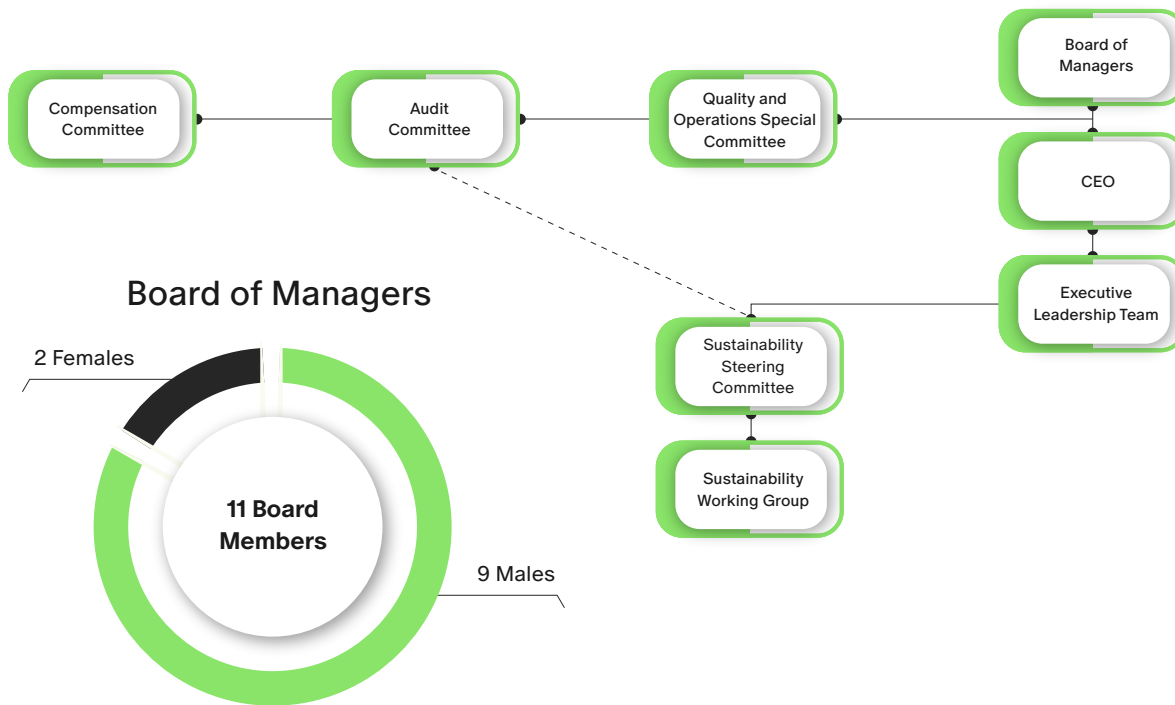 Board of
Managers
Compensation
Committee
Audit
Committee
Quality and
Operations Special
Committee
CEO
Executive
Leadership Team
Sustainability
Steering
Committee
Sustainability
Working Group
Board of Managers
2 Females
11 Board
Members
9 Males